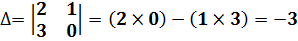 Δ= |2 1; 3 0| = (2 × 0) − (1 × 3) = −3